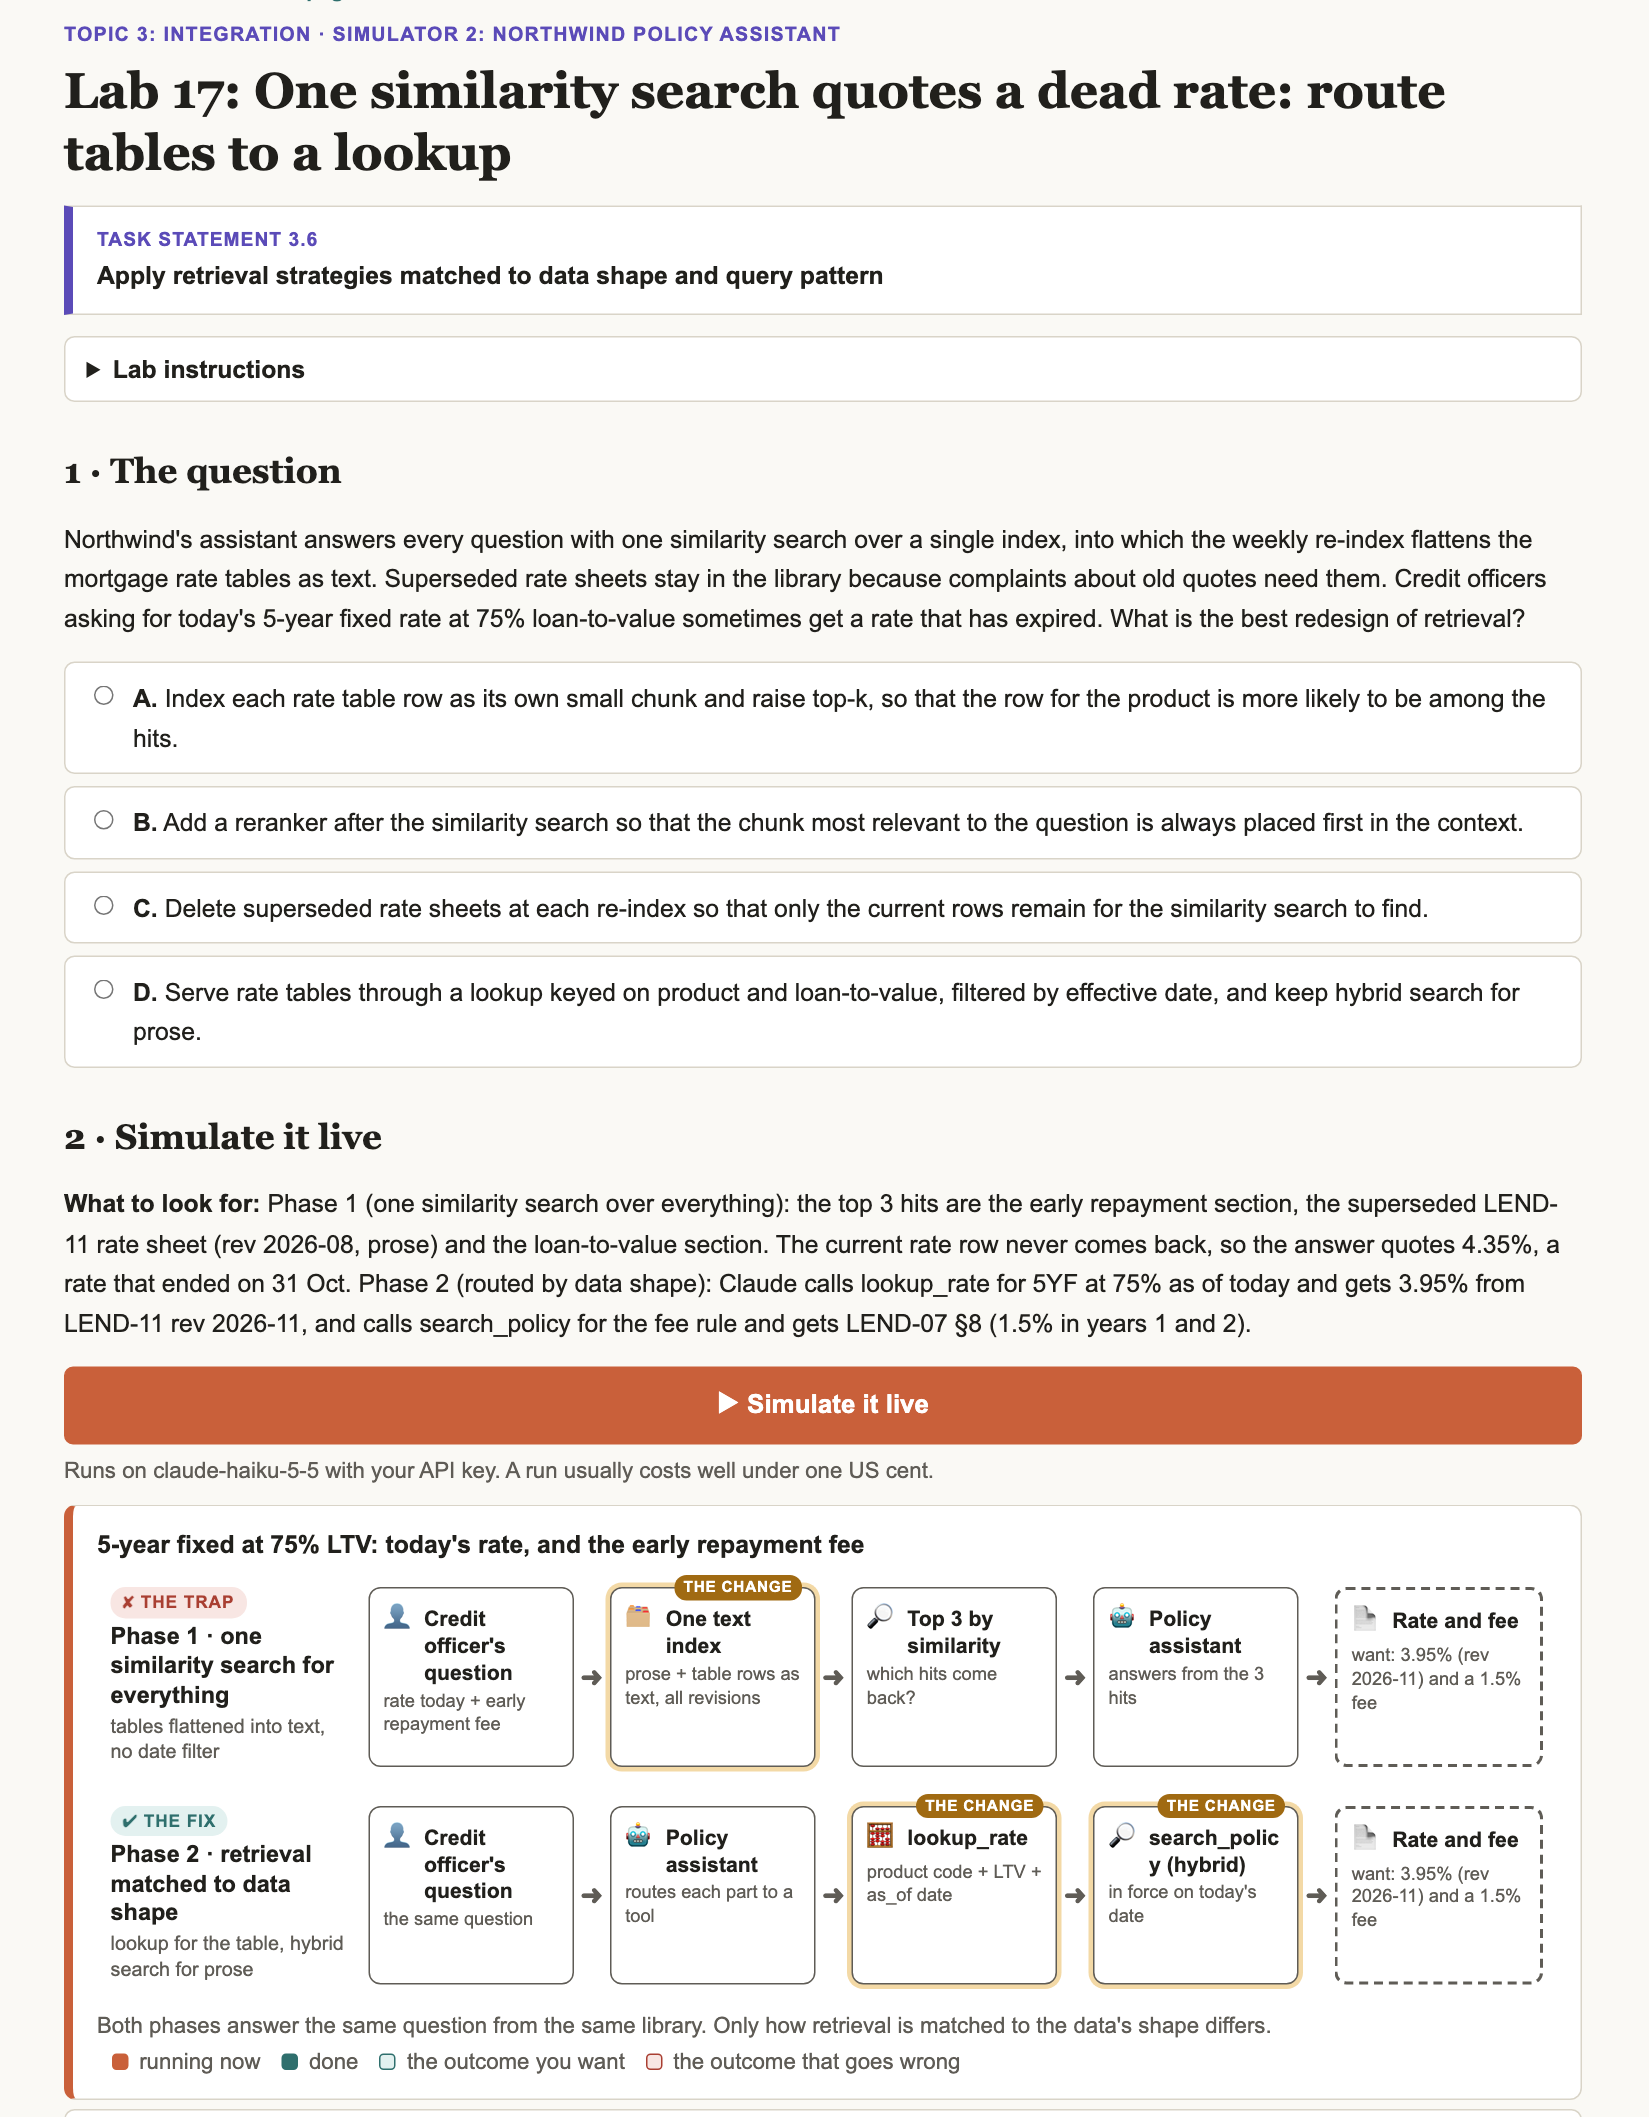 TOPIC 3: INTEGRATION · SIMULATOR 2: NORTHWIND POLICY ASSISTANT
Lab 17: One similarity search quotes a dead rate: route
tables to a lookup
TASK STATEMENT 3.6
Apply retrieval strategies matched to data shape and query pattern
▶ Lab instructions
1 · The question
Northwind's assistant answers every question with one similarity search over a single index, into which the weekly re-index flattens the
mortgage rate tables as text. Superseded rate sheets stay in the library because complaints about old quotes need them. Credit officers
asking for today's 5-year fixed rate at 75% loan-to-value sometimes get a rate that has expired. What is the best redesign of retrieval?
A. Index each rate table row as its own small chunk and raise top-k, so that the row for the product is more likely to be among the
hits.
B. Add a reranker after the similarity search so that the chunk most relevant to the question is always placed first in the context.
C. Delete superseded rate sheets at each re-index so that only the current rows remain for the similarity search to find.
D. Serve rate tables through a lookup keyed on product and loan-to-value, filtered by effective date, and keep hybrid search for
prose.
2 · Simulate it live
What to look for: Phase 1 (one similarity search over everything): the top 3 hits are the early repayment section, the superseded LEND-
11 rate sheet (rev 2026-08, prose) and the loan-to-value section. The current rate row never comes back, so the answer quotes 4.35%, a
rate that ended on 31 Oct. Phase 2 (routed by data shape): Claude calls lookup_rate for 5YF at 75% as of today and gets 3.95% from
LEND-11 rev 2026-11, and calls search_policy for the fee rule and gets LEND-07 §8 (1.5% in years 1 and 2).
▶ Simulate it live
Runs on claude-haiku-5-5 with your API key. A run usually costs well under one US cent.
5-year fixed at 75% LTV: today's rate, and the early repayment fee
✘ THE TRAP
Phase 1 · one
similarity search for
everything
tables flattened into text,
no date filter
Credit
officer's
question
rate today + early
repayment fee
➜
THE CHANGE
One text
index
prose + table rows as
text, all revisions
➜
Top 3 by
similarity
which hits come
back?
➜
Policy
assistant
answers from the 3
hits
➜
Rate and fee
want: 3.95% (rev
2026-11) and a 1.5%
fee
✔ THE FIX
Phase 2 · retrieval
matched to data
shape
lookup for the table, hybrid
search for prose
Credit
officer's
question
the same question
➜
Policy
assistant
routes each part to a
tool
➜
THE CHANGE
lookup_rate
product code + LTV +
as_of date
➜
THE CHANGE
search_polic
y (hybrid)
in force on today's
date
➜
Rate and fee
want: 3.95% (rev
2026-11) and a 1.5%
fee
Both phases answer the same question from the same library. Only how retrieval is matched to the data's shape differs.
running now done the outcome you want the outcome that goes wrong